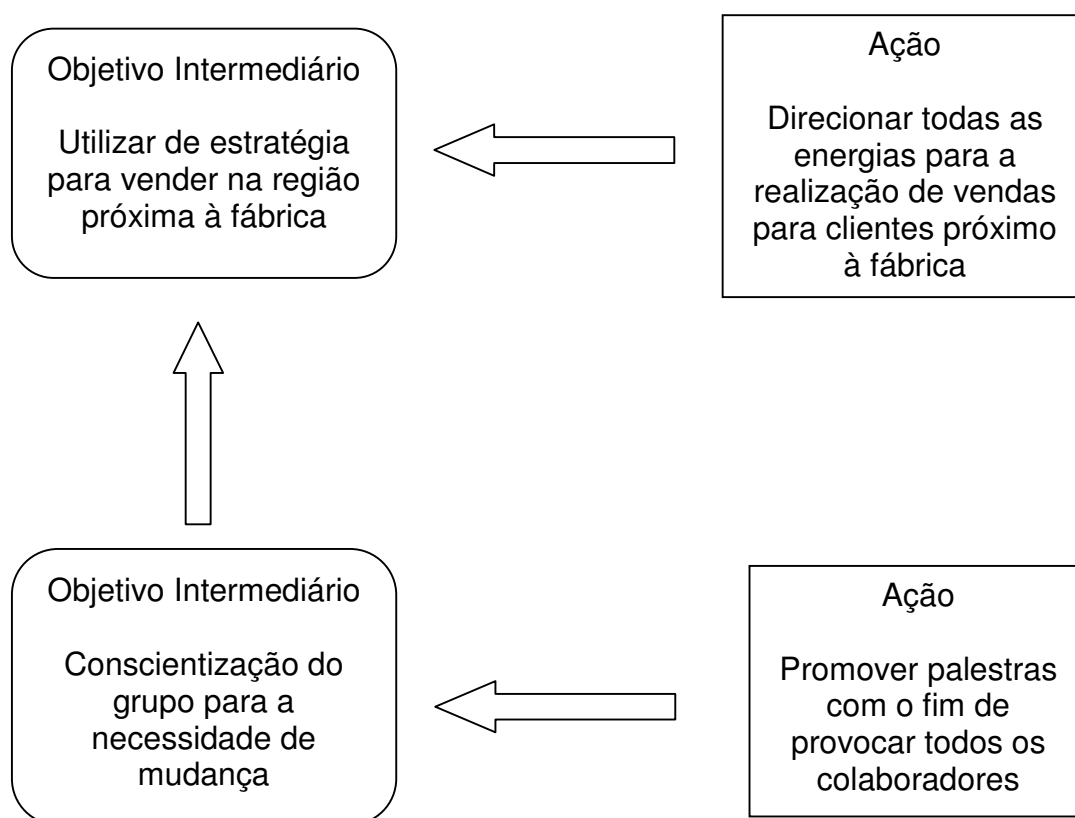 Objetivo Intermediário
Utilizar de estratégia
para vender na região
próxima à fábrica
Ação
Direcionar todas as
energias para a
realização de vendas
para clientes próximo
à fábrica
Objetivo Intermediário
Conscientização do
grupo para a
necessidade de
mudança
Ação
Promover palestras
com o fim de
provocar todos os
colaboradores